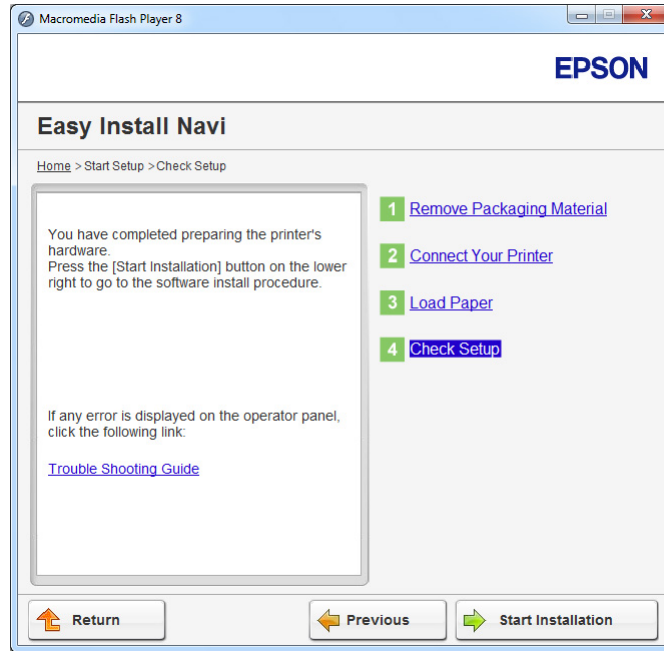 Macromedia Flash Player 8
EPSON
Easy Install Navi
Home > Start Setup >Check Setup
You have completed preparing the printer's
hardware.
Press the [Start Installation] button on the lower
right to go to the software install procedure.
If any error is displayed on the operator panel,
click the following link:
Trouble Shooting Guide
1 Remove Packaging Material
2 Connect Your Printer
3 Load Paper
4 Check Setup
Return
Previous
Start Installation